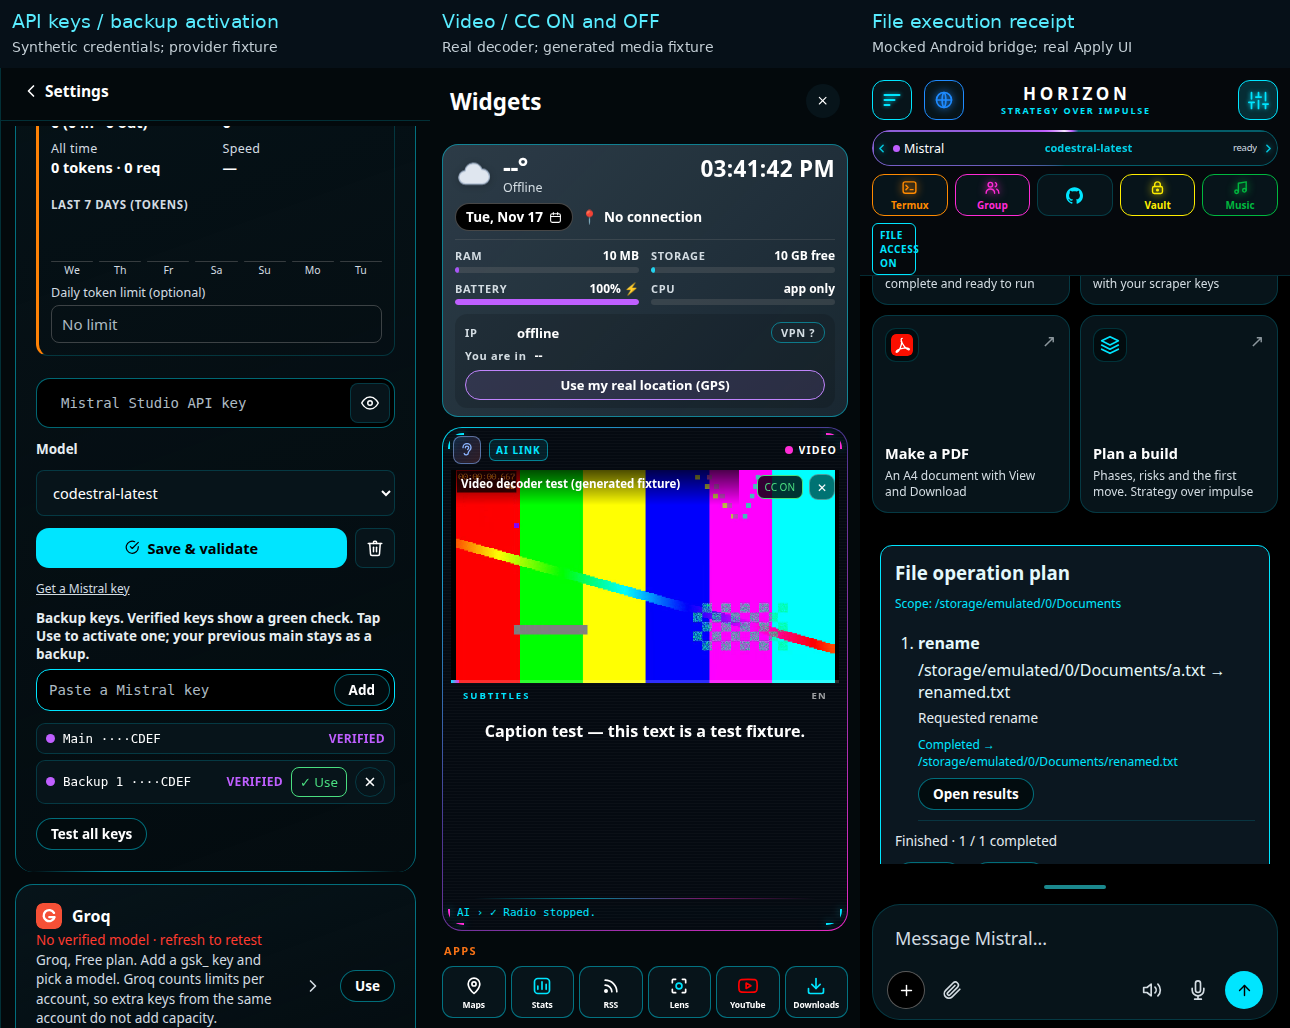 API keys / backup activation
Synthetic credentials; provider fixture
Settings
All time
Speed
0 tokens · 0 req
—
LAST 7 DAYS (TOKENS)
We Th Fr Sa Su Mo Tu
Daily token limit (optional)
No limit
Mistral Studio API key
Model
codestral-latest
Save & validate
Get a Mistral key
Backup keys. Verified keys show a green check. Tap
Use to activate one; your previous main stays as a
backup.
Paste a Mistral key
Add
Main ····CDEF
VERIFIED
Backup 1 ····CDEF
VERIFIED
✓ Use
Test all keys
Groq
No verified model · refresh to retest
Groq, Free plan. Add a gsk_ key and
pick a model. Groq counts limits per
account, so extra keys from the same
account do not add capacity.
Use
Video / CC ON and OFF
Real decoder; generated media fixture
Widgets
--°
Offline
03:41:42 PM
Tue, Nov 17
No connection
RAM 10 MB
STORAGE 10 GB free
BATTERY 100%
CPU app only
IP offline
VPN ?
You are in --
Use my real location (GPS)
AI LINK
VIDEO
Video decoder test (generated fixture)
CC ON
SUBTITLES
EN
Caption test — this text is a test fixture.
AI › ✓ Radio stopped.
APPS
Maps
Stats
RSS
Lens
YouTube
Downloads
File execution receipt
Mocked Android bridge; real Apply UI
HORIZON
STRATEGY OVER IMPULSE
Mistral
codestral-latest
ready
Termux
Group
Vault
Music
FILE
ACCESS
ON
complete and ready to run
with your scraper keys
Make a PDF
An A4 document with View
and Download
Plan a build
Phases, risks and the first
move. Strategy over impulse
File operation plan
Scope: /storage/emulated/0/Documents
1. rename
/storage/emulated/0/Documents/a.txt →
renamed.txt
Requested rename
Completed →
/storage/emulated/0/Documents/renamed.txt
Open results
Finished · 1 / 1 completed
Message Mistral...